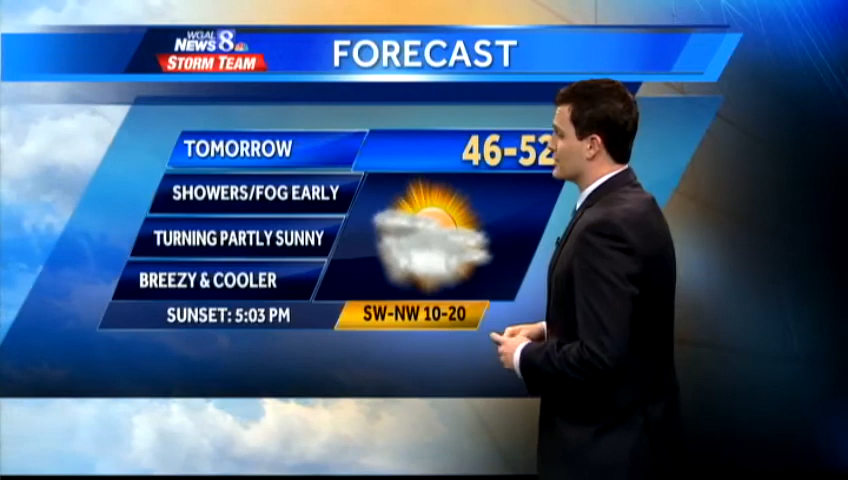 WGAL
NEWS 8
STORM TEAM
FORECAST
TOMORROW
46-52
SHOWERS/FOG EARLY
TURNING PARTLY SUNNY
BREEZY & COOLER
SUNSET: 5:03 PM
SW-NW 10-20